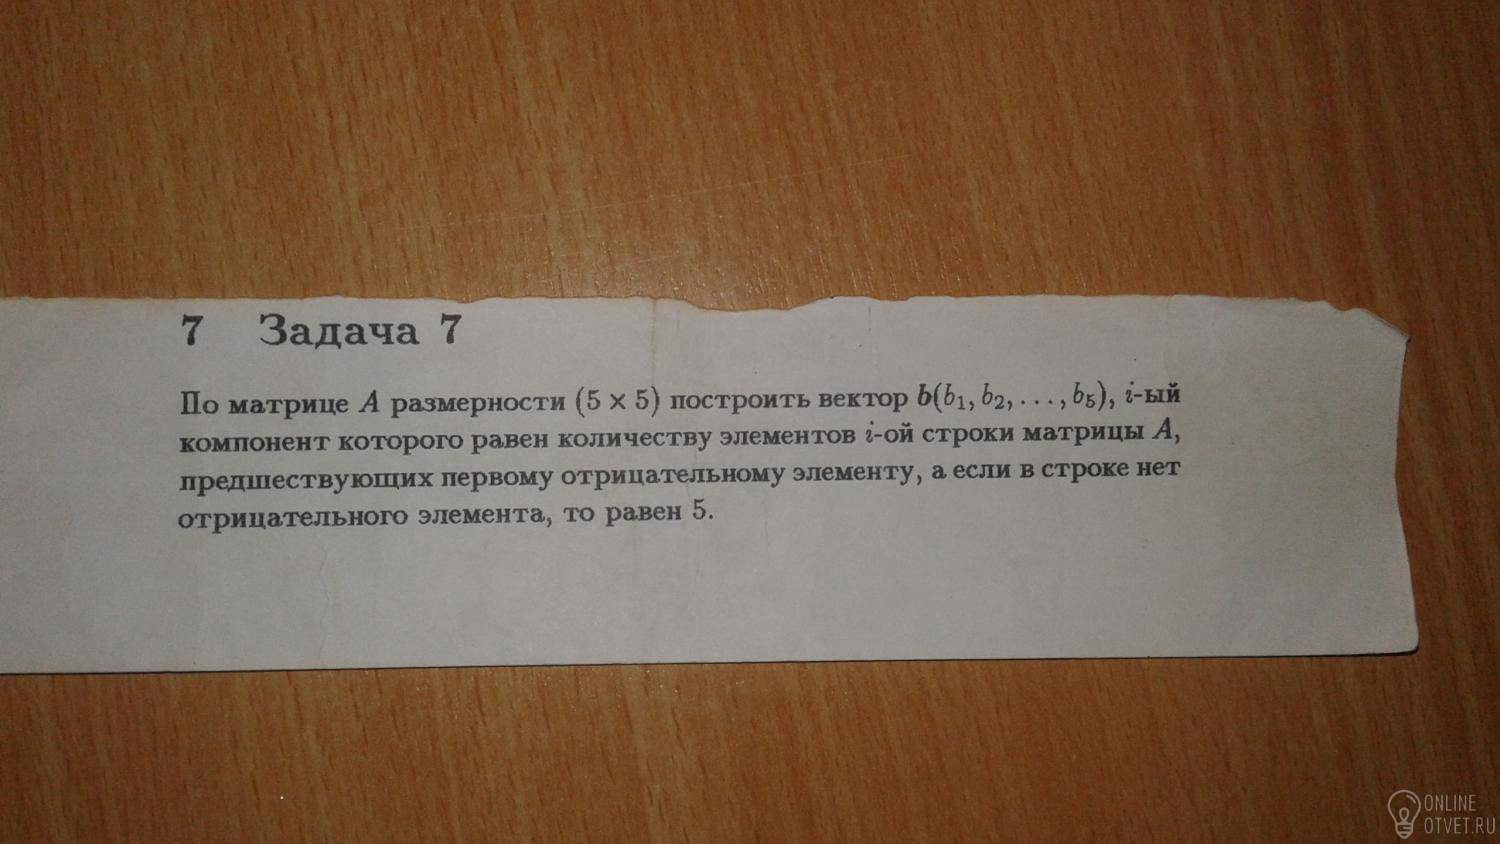 7 Задача 7
По матрице A размерности (5 × 5) построить вектор b(b₁, b₂, . . . , b₅), i-ый
компонент которого равен количеству элементов i-ой строки матрицы A,
предшествующих первому отрицательному элементу, а если в строке нет
отрицательного элемента, то равен 5.
ONLINE
OTVET.RU